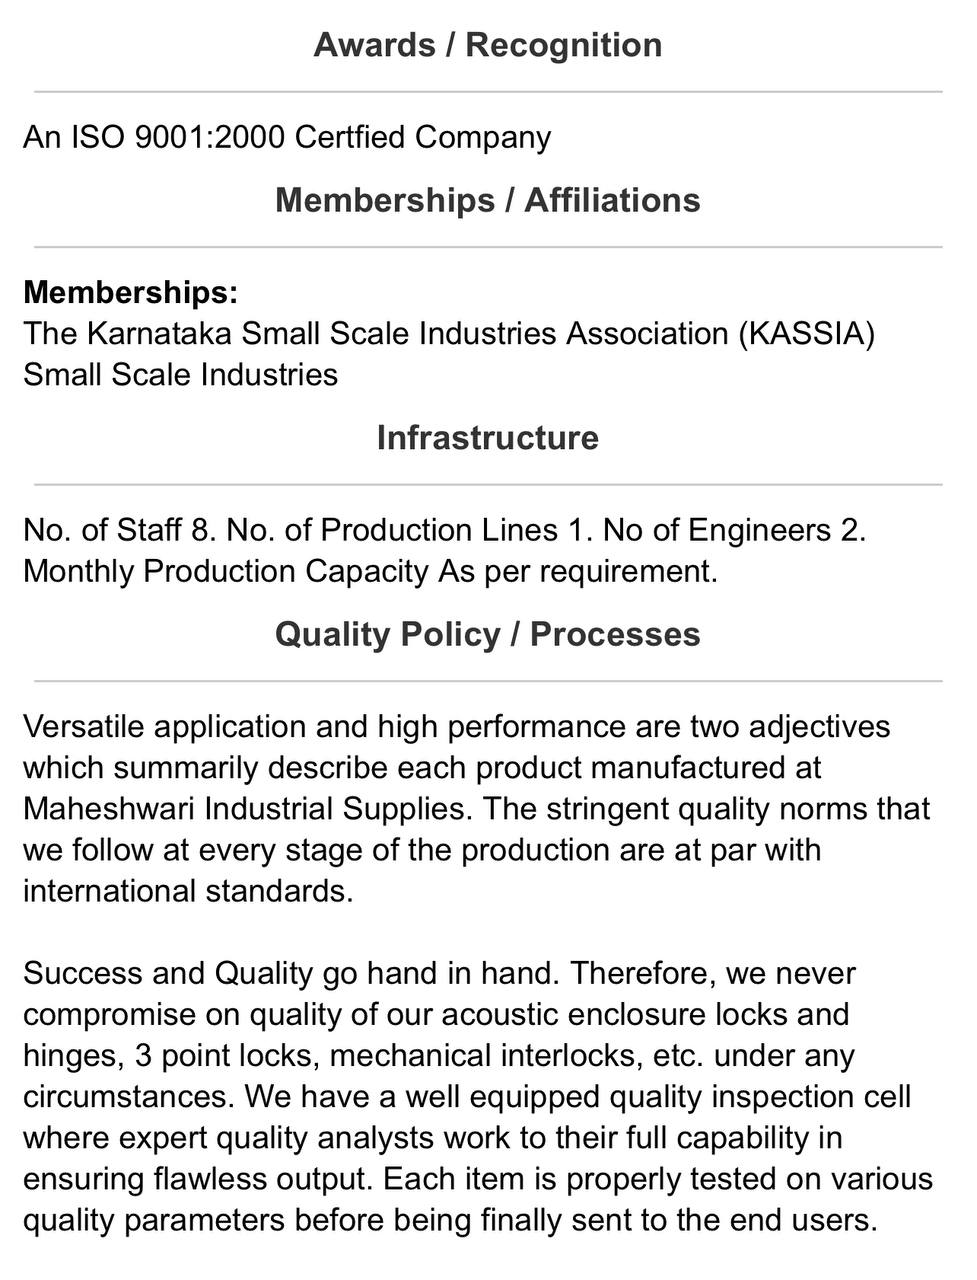 Awards / Recognition
An ISO 9001:2000 Certfied Company
Memberships / Affiliations
Memberships:
The Karnataka Small Scale Industries Association (KASSIA)
Small Scale Industries
Infrastructure
No. of Staff 8. No. of Production Lines 1. No of Engineers 2.
Monthly Production Capacity As per requirement.
Quality Policy / Processes
Versatile application and high performance are two adjectives
which summarily describe each product manufactured at
Maheshwari Industrial Supplies. The stringent quality norms that
we follow at every stage of the production are at par with
international standards.
Success and Quality go hand in hand. Therefore, we never
compromise on quality of our acoustic enclosure locks and
hinges, 3 point locks, mechanical interlocks, etc. under any
circumstances. We have a well equipped quality inspection cell
where expert quality analysts work to their full capability in
ensuring flawless output. Each item is properly tested on various
quality parameters before being finally sent to the end users.